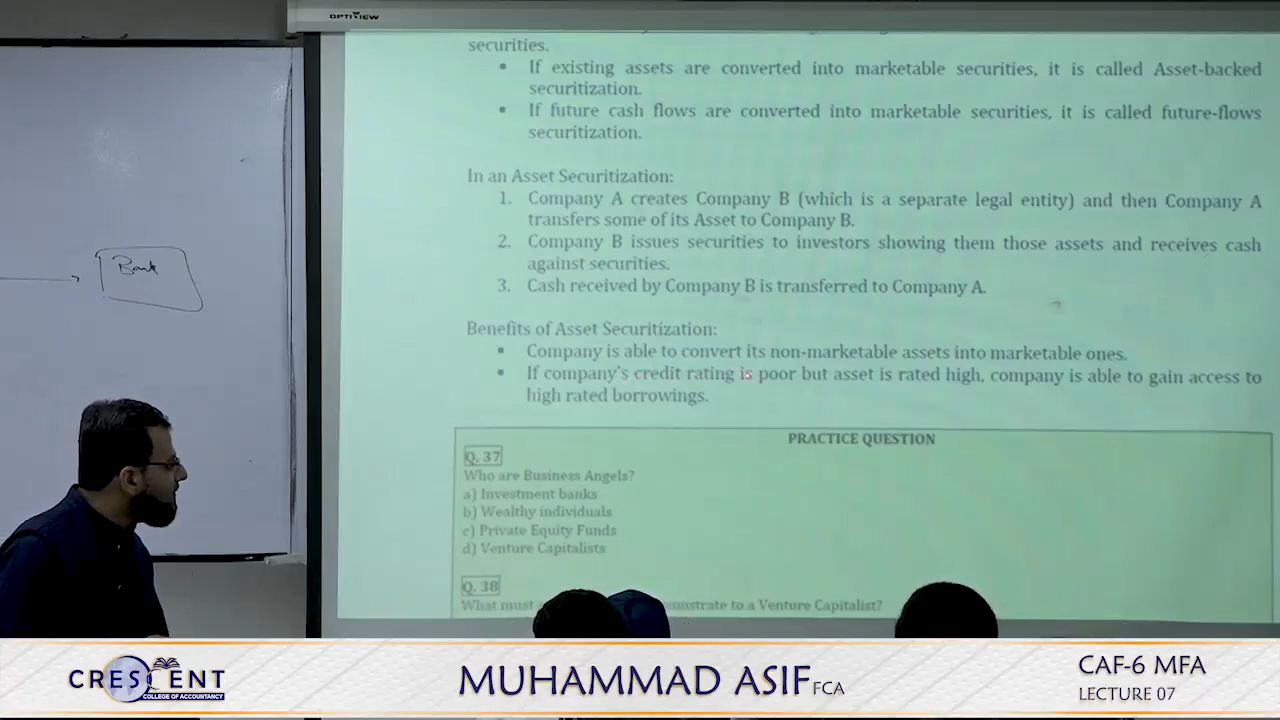 OPTIVIEW
securities.
▪ If existing assets are converted into marketable securities, it is called Asset-backed
securitization.
▪ If future cash flows are converted into marketable securities, it is called future-flows
securitization.
In an Asset Securitization:
1. Company A creates Company B (which is a separate legal entity) and then Company A
transfers some of its Asset to Company B.
2. Company B issues securities to investors showing them those assets and receives cash
against securities.
3. Cash received by Company B is transferred to Company A.
Bank
Benefits of Asset Securitization:
▪ Company is able to convert its non-marketable assets into marketable ones.
▪ If company's credit rating is poor but asset is rated high, company is able to gain access to
high rated borrowings.
PRACTICE QUESTION
Q. 37
Who are Business Angels?
a) Investment banks
b) Wealthy individuals
c) Private Equity Funds
d) Venture Capitalists
Q. 38
What must to a Venture Capitalist?
CRESCENT
COLLEGE OF ACCOUNTANCY
MUHAMMAD ASIF FCA
CAF-6 MFA
LECTURE 07